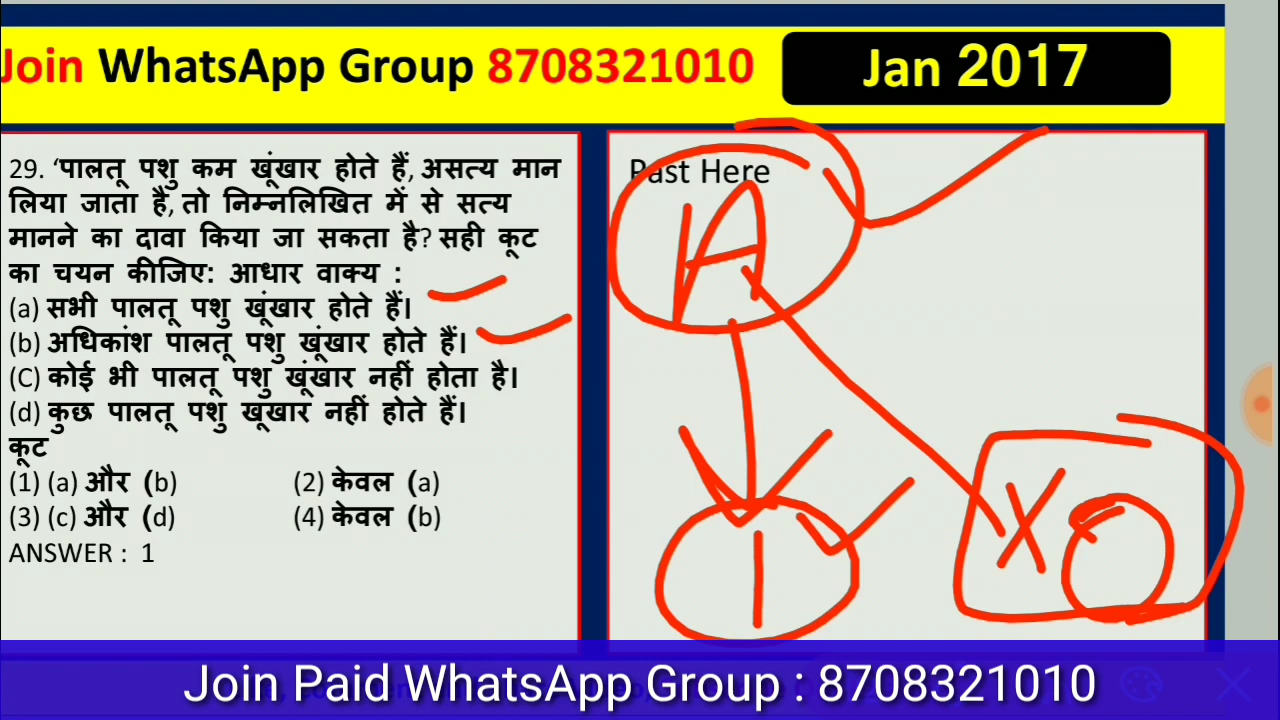 Join WhatsApp Group 8708321010
Jan 2017
29. ‘पालतू पशु कम खूंखार होते हैं, असत्य मान
लिया जाता है, तो निम्नलिखित में से सत्य
मानने का दावा किया जा सकता है? सही कूट
का चयन कीजिए: आधार वाक्य :
(a) सभी पालतू पशु खूंखार होते हैं।
(b) अधिकांश पालतू पशु खूंखार होते हैं।
(C) कोई भी पालतू पशु खूंखार नहीं होता है।
(d) कुछ पालतू पशु खूंखार नहीं होते हैं।
कूट
(1) (a) और (b) (2) केवल (a)
(3) (c) और (d) (4) केवल (b)
ANSWER : 1
Past Here
A
I
X O
Join Paid WhatsApp Group : 8708321010